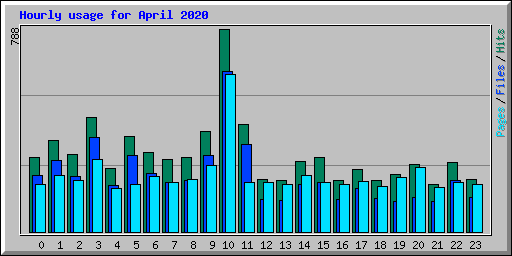 Hourly usage for April 2020
788
Pages/Files/Hits
0 1 2 3 4 5 6 7 8 9 10 11 12 13 14 15 16 17 18 19 20 21 22 23